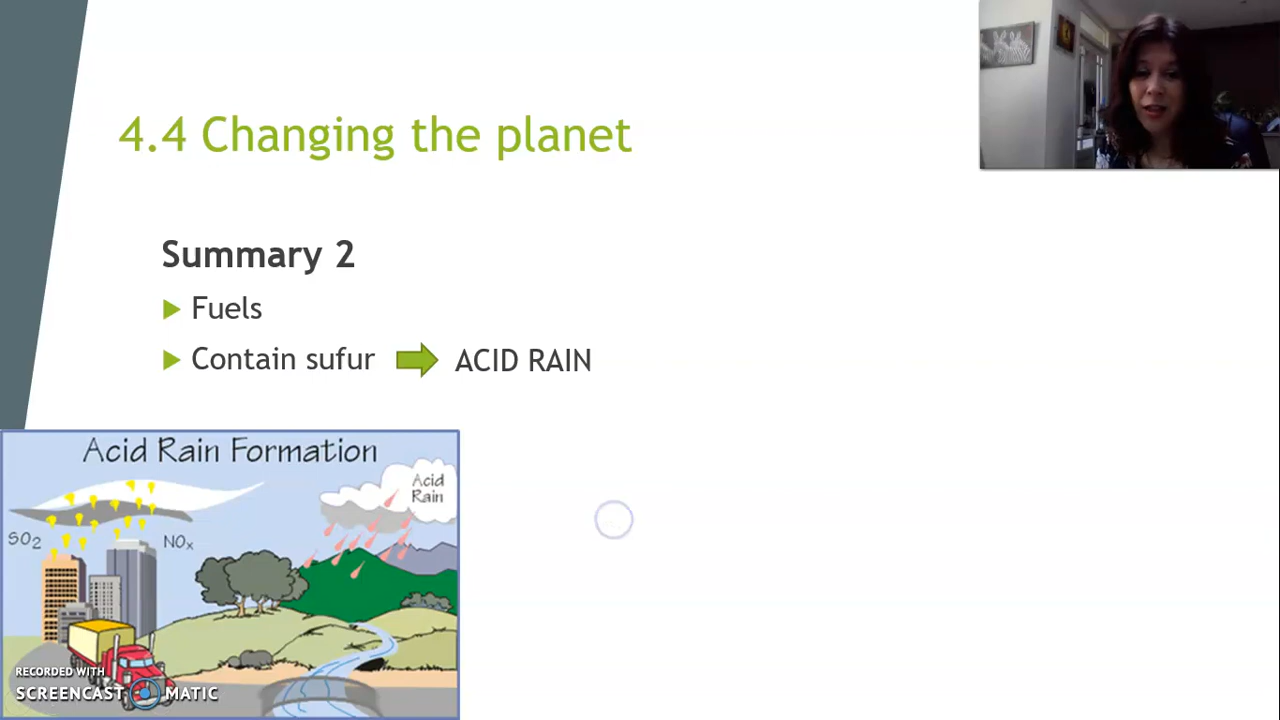 4.4 Changing the planet
Summary 2
Fuels
Contain sufur
ACID RAIN
Acid Rain Formation
Acid
Rain
SO2
NOx
RECORDED WITH
SCREENCAST MATIC